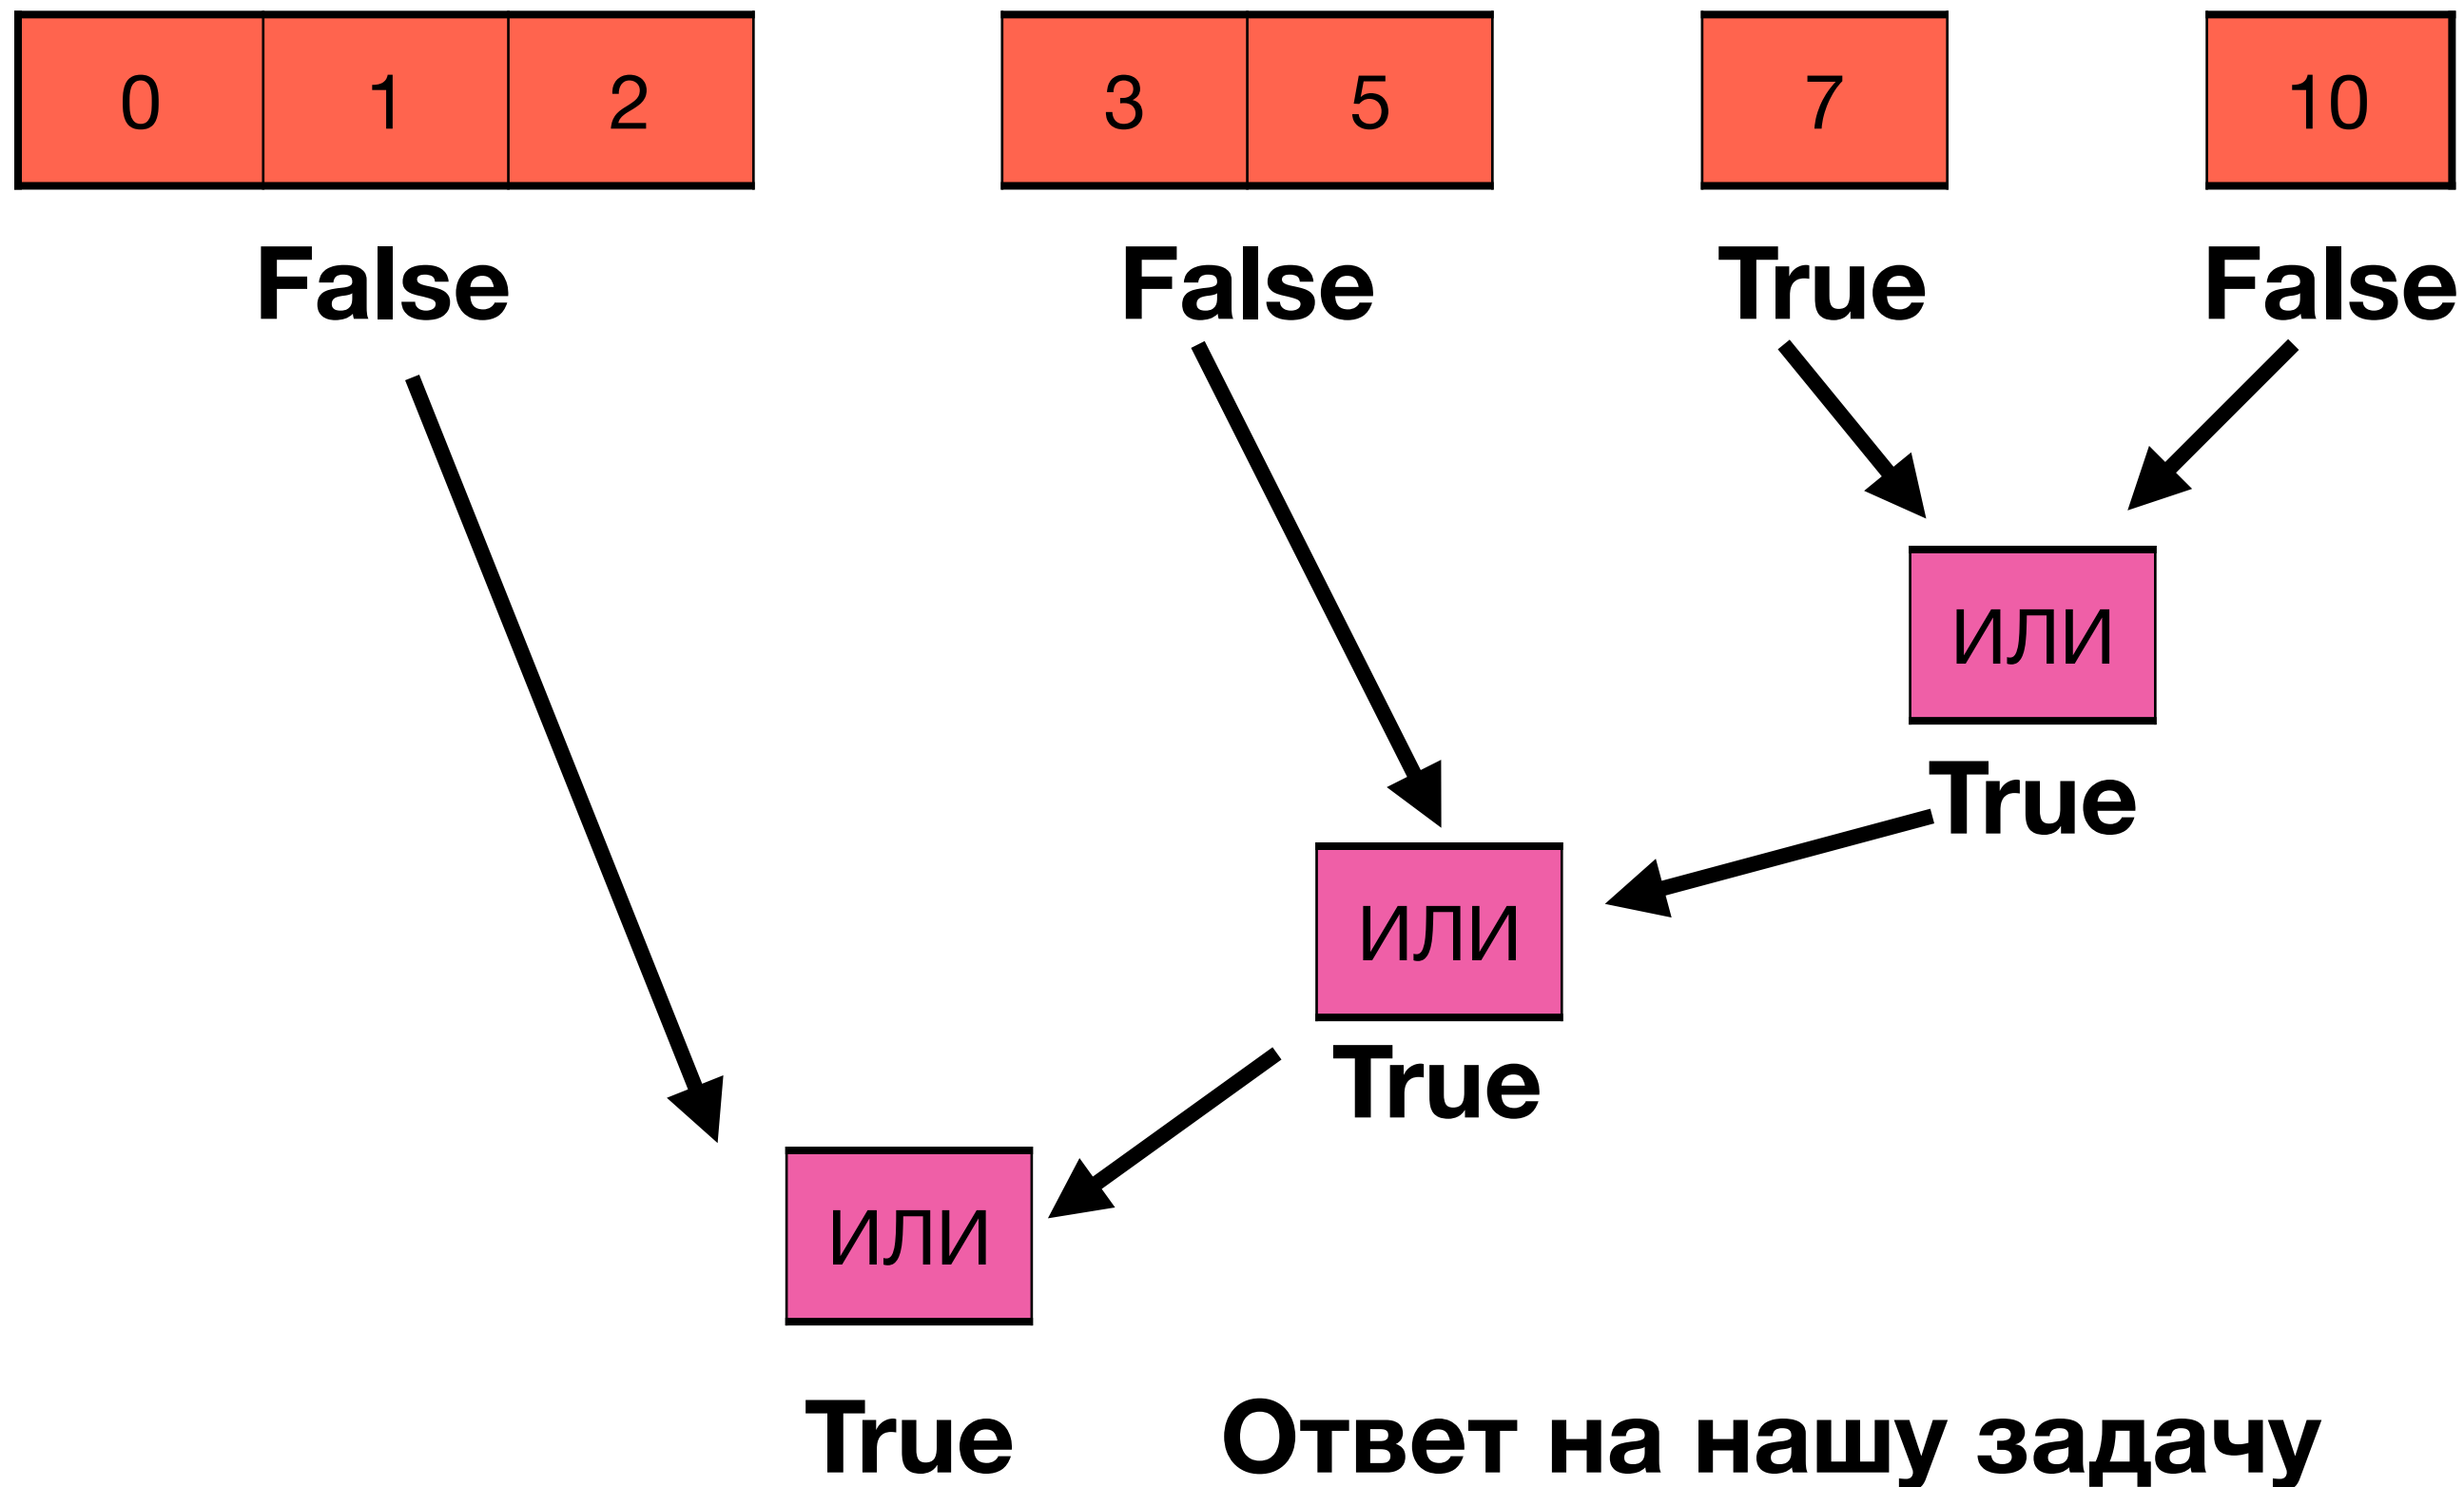 0 1 2 3 5 7 10
False False True False
или
True
или
True
или
True Ответ на нашу задачу